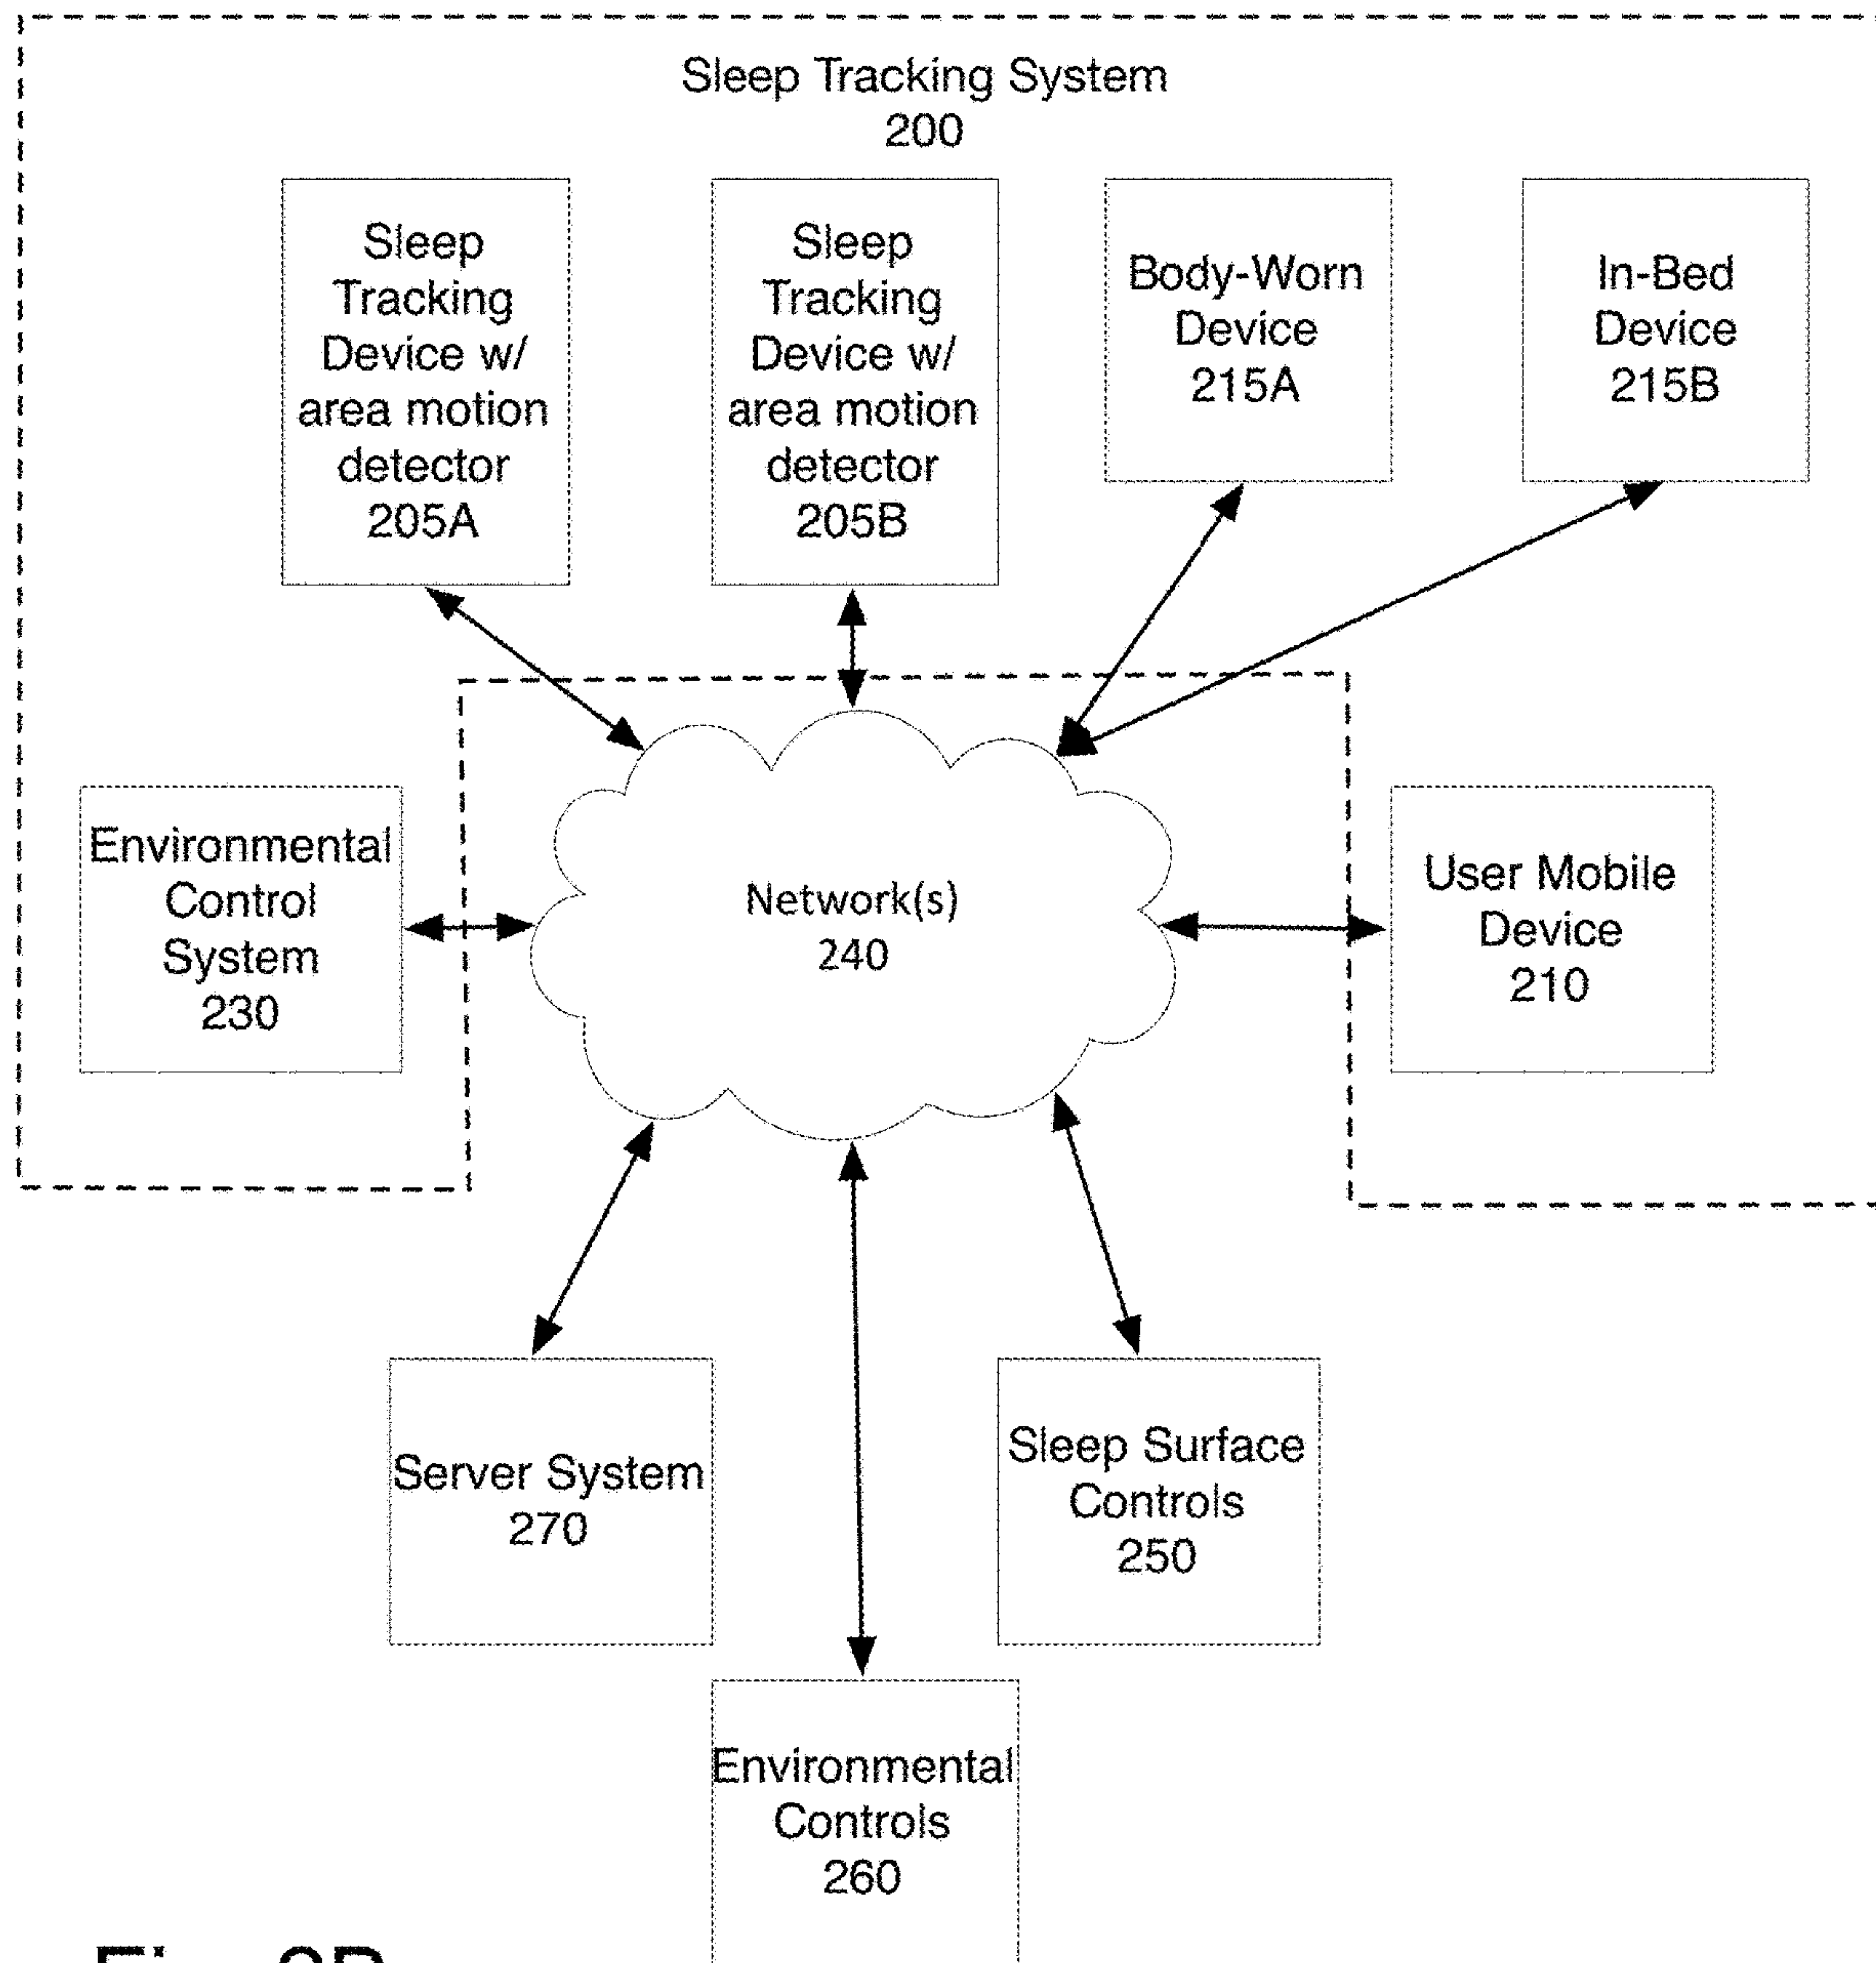 Sleep Tracking System
200
Sleep
Tracking
Device w/
area motion
detector
205A
Sleep
Tracking
Device w/
area motion
detector
205B
Body-Worn
Device
215A
In-Bed
Device
215B
Environmental
Control
System
230
Network(s)
240
User Mobile
Device
210
Server System
270
Sleep Surface
Controls
250
Environmental
Controls
260